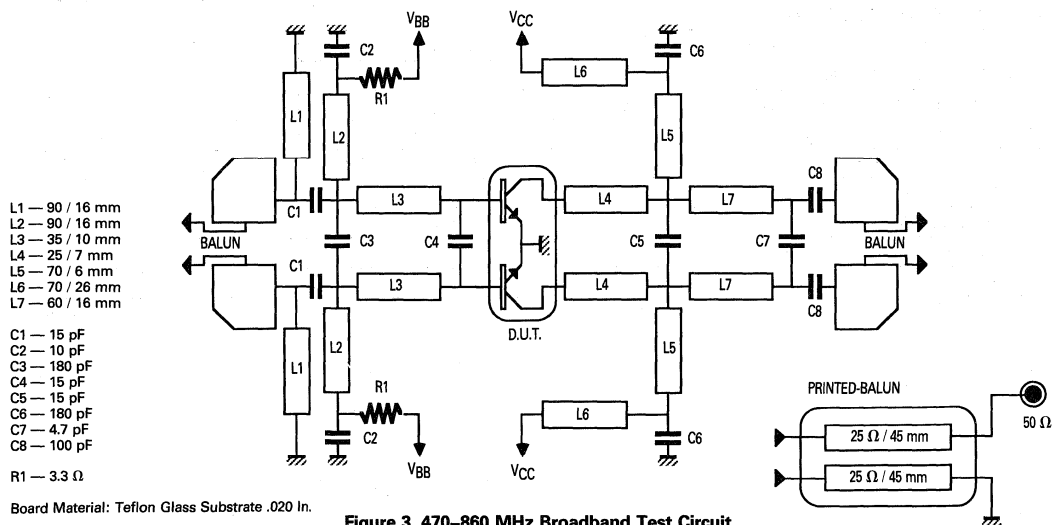 VBB
VCC
C2
C6
L6
R1
L1
L2
L5
C8
C1
L3
L4
L7
BALUN
C3
C4
C5
C7
BALUN
C1
L3
L4
L7
C8
D.U.T.
L1
L2
L5
R1
L6
C2
C6
VBB
VCC
L1 — 90 / 16 mm
L2 — 90 / 16 mm
L3 — 35 / 10 mm
L4 — 25 / 7 mm
L5 — 70 / 6 mm
L6 — 70 / 26 mm
L7 — 60 / 16 mm
C1 — 15 pF
C2 — 10 pF
C3 — 180 pF
C4 — 15 pF
C5 — 15 pF
C6 — 180 pF
C7 — 4.7 pF
C8 — 100 pF
R1 — 3.3 Ω
PRINTED-BALUN
25 Ω / 45 mm
50 Ω
25 Ω / 45 mm
Board Material: Teflon Glass Substrate .020 In.
Figure 3. 470–860 MHz Broadband Test Circuit